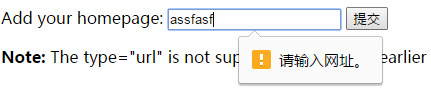 Add your homepage: assfasf 提交
Note: The type="url" is not sup earlier
请输入网址。